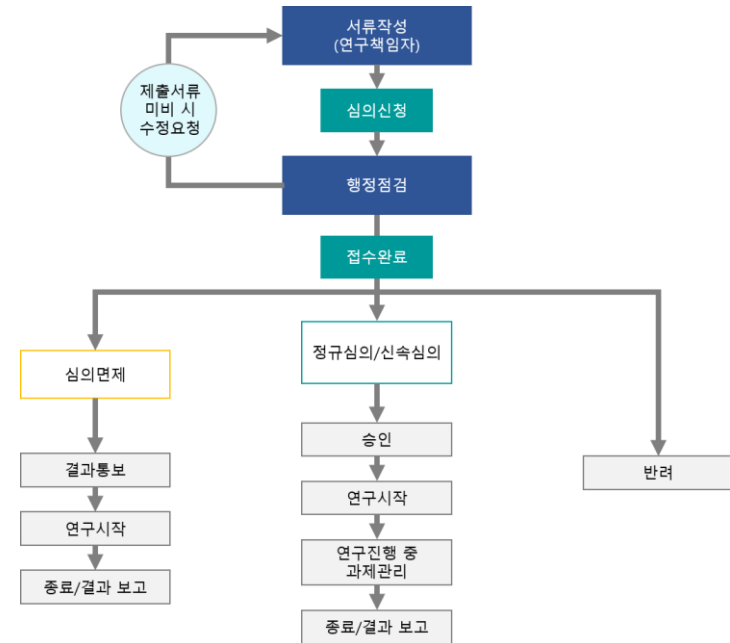 서류작성
(연구책임자)
제출서류
미비 시
수정요청
심의신청
행정점검
접수완료
심의면제
정규심의/신속심의
승인
결과통보
반려
연구시작
연구시작
연구진행 중
과제관리
종료/결과 보고
종료/결과 보고